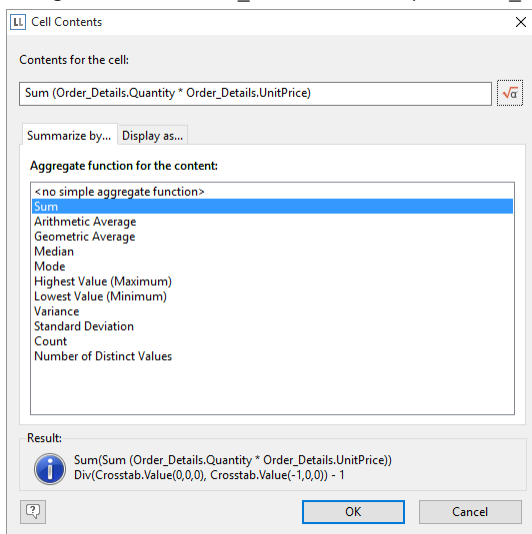 LL Cell Contents
Contents for the cell:
Sum (Order_Details.Quantity * Order_Details.UnitPrice)
√α
Summarize by... Display as...
Aggregate function for the content:
<no simple aggregate function>
Sum
Arithmetic Average
Geometric Average
Median
Mode
Highest Value (Maximum)
Lowest Value (Minimum)
Variance
Standard Deviation
Count
Number of Distinct Values
Result:
Sum(Sum (Order_Details.Quantity * Order_Details.UnitPrice))
Div(Crosstab.Value(0,0,0), Crosstab.Value(-1,0,0)) - 1
?
OK
Cancel